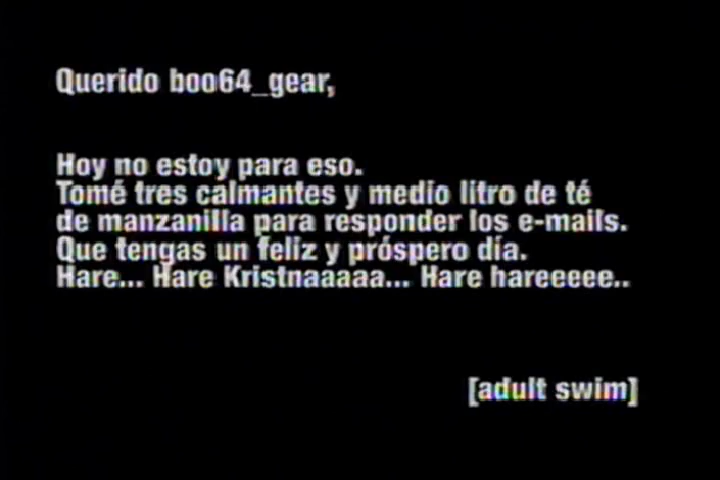 Querido boo64_gear,
Hoy no estoy para eso.
Tomé tres calmantes y medio litro de té
de manzanilla para responder los e-mails.
Que tengas un feliz y próspero día.
Hare... Hare Kristnaaaaa... Hare hareeeee..
[adult swim]